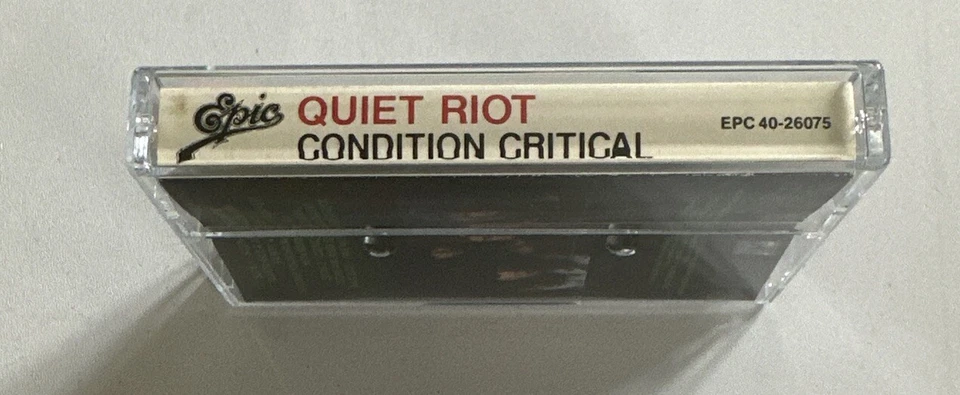 Epic
QUIET RIOT
CONDITION CRITICAL
EPC 40-26075